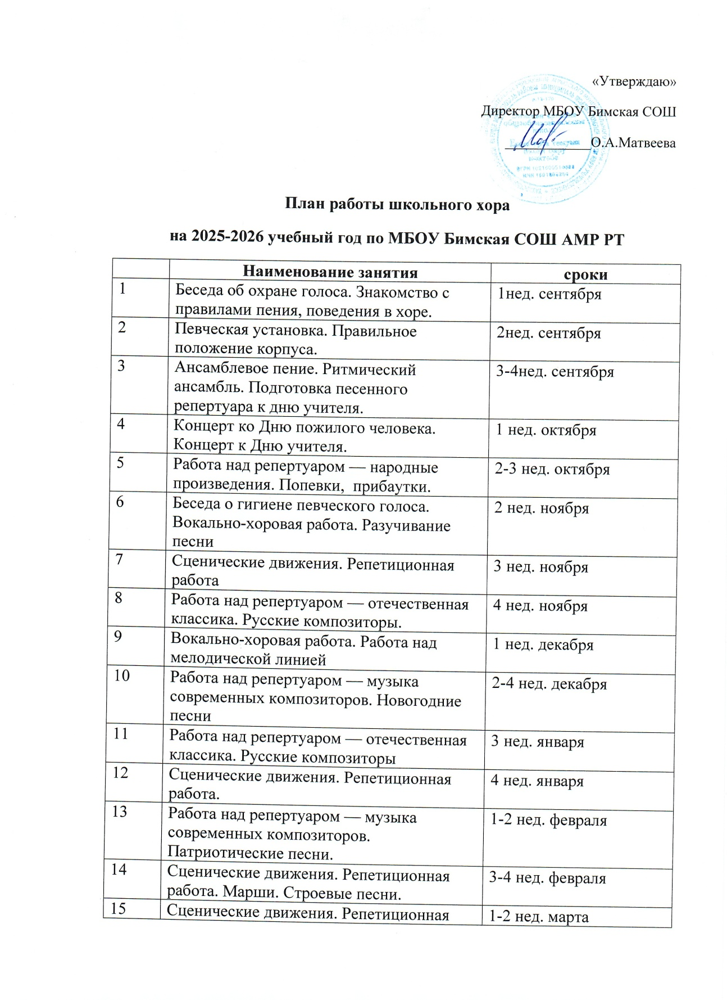 «Утверждаю»
Директор МБОУ Бимская СОШ
____________О.А.Матвеева
План работы школьного хора
на 2025-2026 учебный год по МБОУ Бимская СОШ АМР РТ
Наименование занятия сроки
1 Беседа об охране голоса. Знакомство с 1нед. сентября
правилами пения, поведения в хоре.
2 Певческая установка. Правильное 2нед. сентября
положение корпуса.
3 Ансамблевое пение. Ритмический 3-4нед. сентября
ансамбль. Подготовка песенного
репертуара к дню учителя.
4 Концерт ко Дню пожилого человека. 1 нед. октября
Концерт к Дню учителя.
5 Работа над репертуаром — народные 2-3 нед. октября
произведения. Попевки,  прибаутки.
6 Беседа о гигиене певческого голоса. 2 нед. ноября
Вокально-хоровая работа. Разучивание
песни
7 Сценические движения. Репетиционная 3 нед. ноября
работа
8 Работа над репертуаром — отечественная 4 нед. ноября
классика. Русские композиторы.
9 Вокально-хоровая работа. Работа над 1 нед. декабря
мелодической линией
10 Работа над репертуаром — музыка 2-4 нед. декабря
современных композиторов. Новогодние
песни
11 Работа над репертуаром — отечественная 3 нед. января
классика. Русские композиторы
12 Сценические движения. Репетиционная 4 нед. января
работа.
13 Работа над репертуаром — музыка 1-2 нед. февраля
современных композиторов.
Патриотические песни.
14 Сценические движения. Репетиционная 3-4 нед. февраля
работа. Марши. Строевые песни.
15 Сценические движения. Репетиционная 1-2 нед. марта